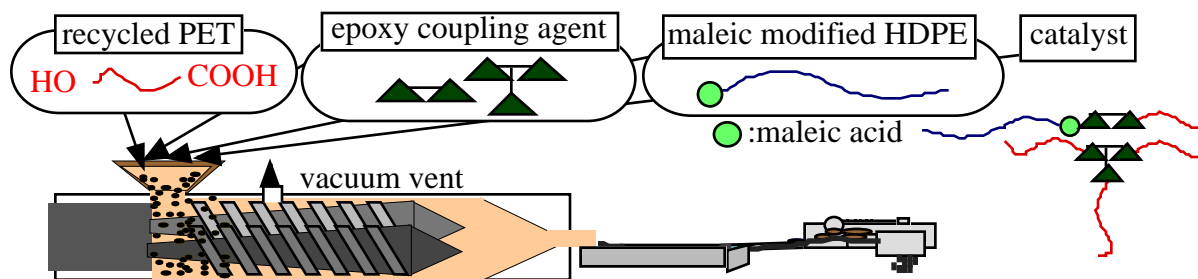 recycled PET
HO
COOH
epoxy coupling agent
maleic modified HDPE
catalyst
:maleic acid
vacuum vent